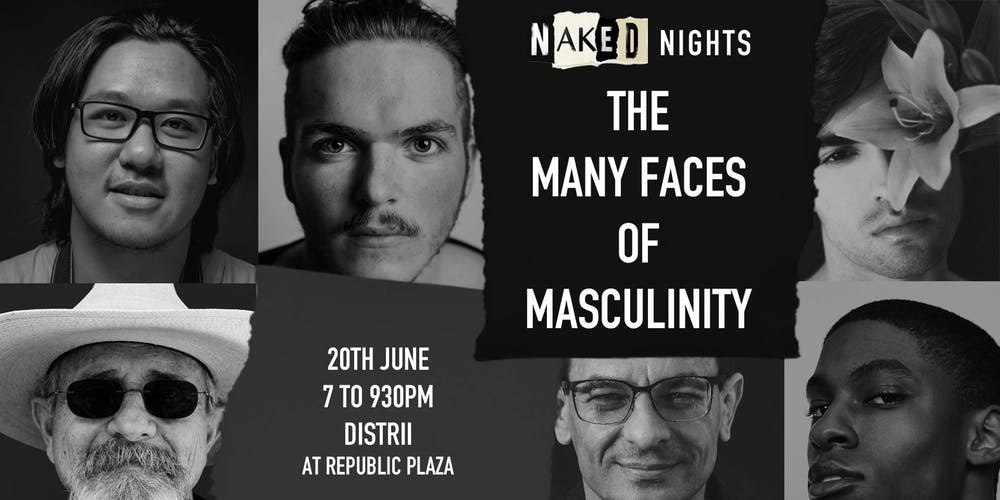 NAKED NIGHTS
THE
MANY FACES
OF
MASCULINITY
20TH JUNE
7 TO 930PM
DISTRII
AT REPUBLIC PLAZA